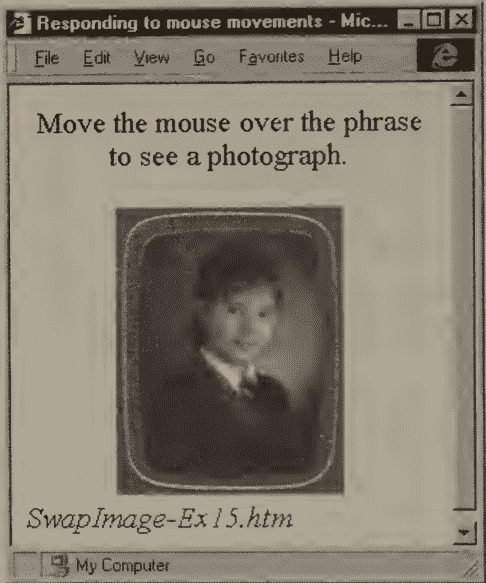 Responding to mouse movements - Mic...
File Edit View Go Favorites Help
Move the mouse over the phrase
to see a photograph.
SwapImage-Ex15.htm
My Computer